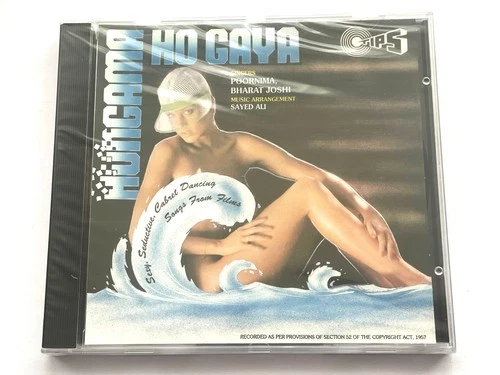 HUNGAMA
HO GAYA
TIPS
SINGERS
POORNIMA,
BHARAT JOSHI
MUSIC ARRANGEMENT
SAYED ALI
Sexy, Seductive, Cabret Dancing
Songs From Films
RECORDED AS PER PROVISIONS OF SECTION 52 OF THE COPYRIGHT ACT, 1957